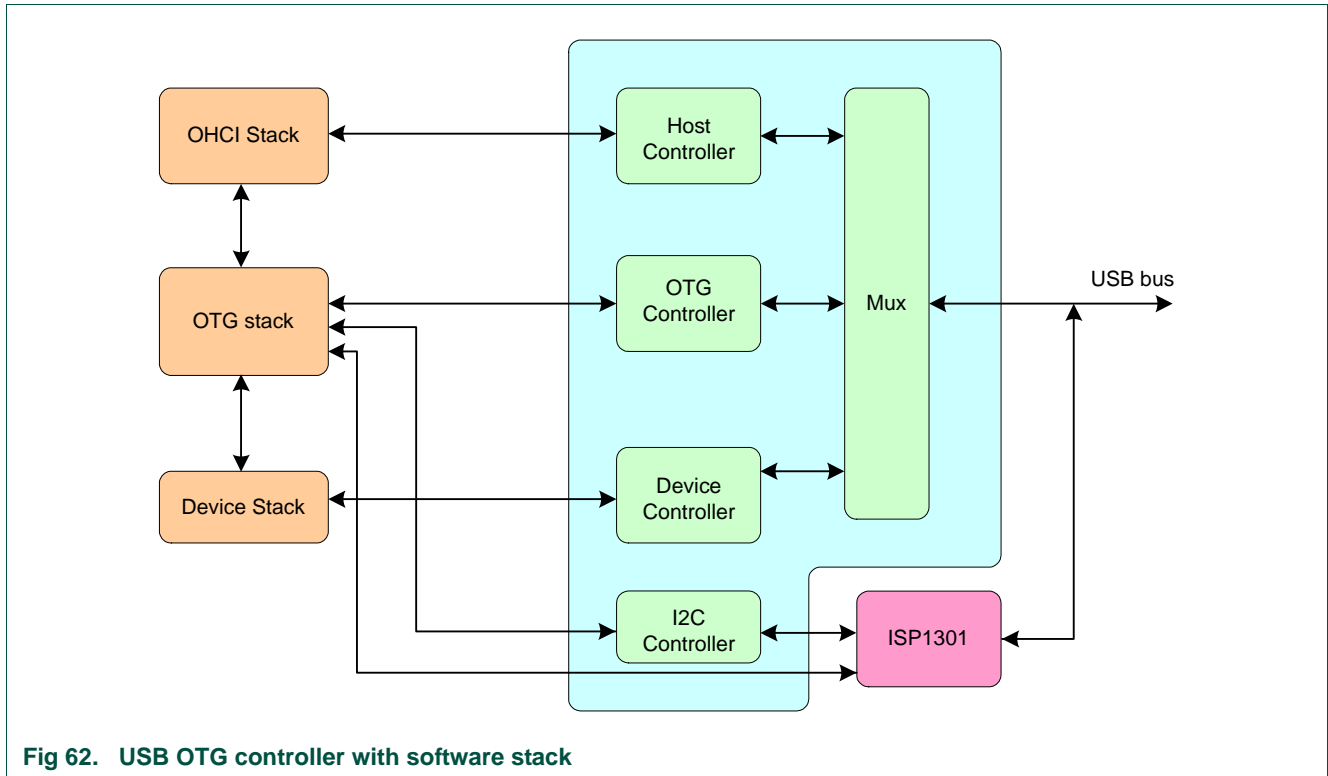 OHCI Stack
Host
Controller
OTG stack
OTG
Controller
Mux
USB bus
Device Stack
Device
Controller
I2C
Controller
ISP1301
Fig 62. USB OTG controller with software stack